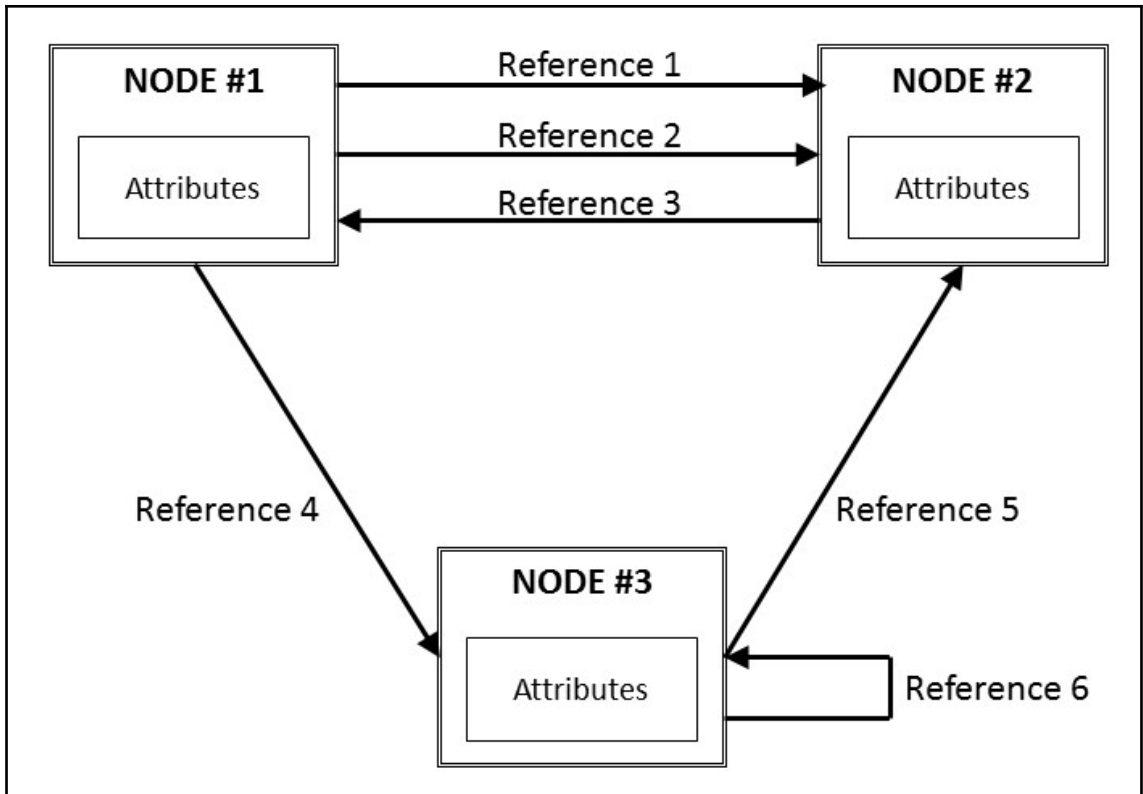 NODE #1
Attributes
Reference 1
Reference 2
Reference 3
NODE #2
Attributes
Reference 4
Reference 5
NODE #3
Attributes
Reference 6